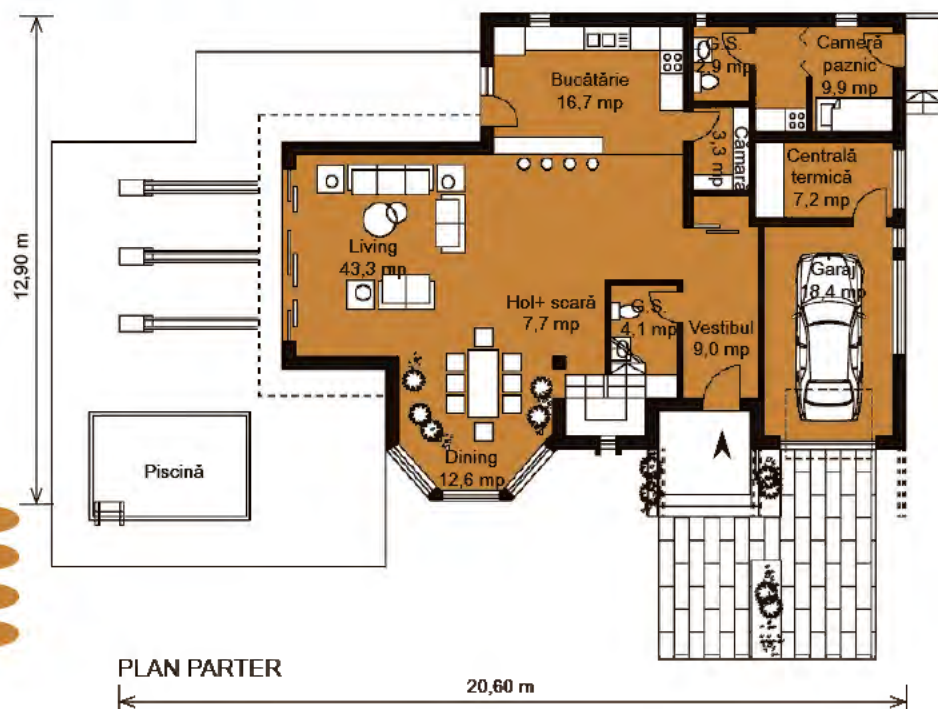 G.S.
2,9 mp
Cameră
paznic
9,9 mp
Bucătărie
16,7 mp
Cămară
3,3 mp
Centrală
termică
7,2 mp
12,90 m
Living
43,3 mp
Garaj
18,4 mp
Hol+ scară
7,7 mp
G.S.
4,1 mp
Vestibul
9,0 mp
Piscină
Dining
12,6 mp
PLAN PARTER
20,60 m